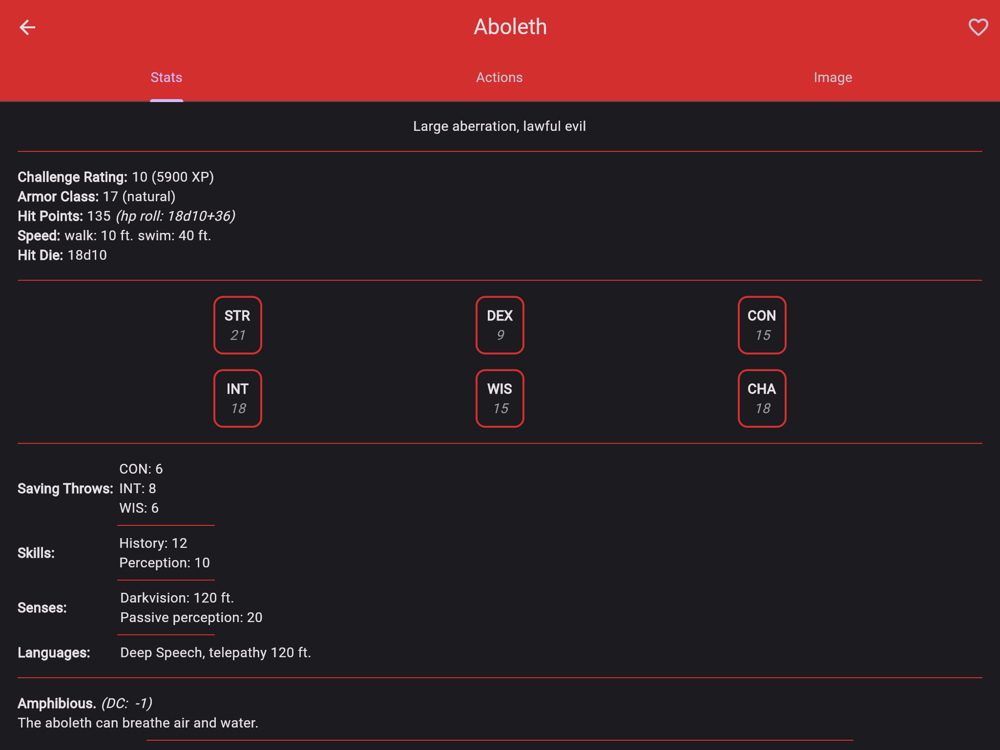 Aboleth
Stats Actions Image
Large aberration, lawful evil
Challenge Rating: 10 (5900 XP)
Armor Class: 17 (natural)
Hit Points: 135 (hp roll: 18d10+36)
Speed: walk: 10 ft. swim: 40 ft.
Hit Die: 18d10
STR DEX CON
21 9 15
INT WIS CHA
18 15 18
CON: 6
Saving Throws: INT: 8
WIS: 6
History: 12
Skills:
Perception: 10
Darkvision: 120 ft.
Senses:
Passive perception: 20
Languages: Deep Speech, telepathy 120 ft.
Amphibious. (DC: -1)
The aboleth can breathe air and water.